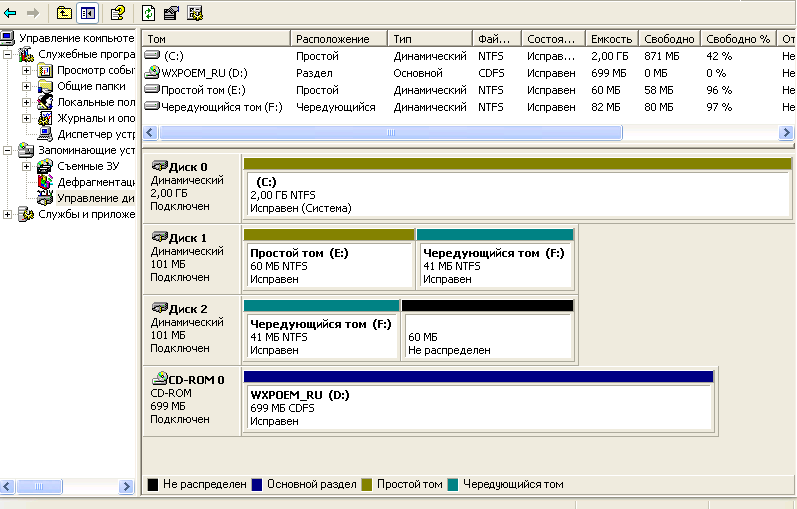 Управление компьюте
Служебные програ
Просмотр собы
Общие папки
Локальные пол
Журналы и опо
Диспетчер устр
Запоминающие уст
Съемные ЗУ
Дефрагментаци
Управление ди
Службы и приложе
Том Расположение Тип Фай... Состоя... Емкость Свободно Свободно % От
(C:) Простой Динамический NTFS Исправ... 2,00 ГБ 871 МБ 42 % Не
WXPOEM_RU (D:) Раздел Основной CDFS Исправен 699 МБ 0 МБ 0 % Не
Простой том (E:) Простой Динамический NTFS Исправен 60 МБ 58 МБ 96 % Не
Чередующийся том (F:) Чередующийся Динамический NTFS Исправен 82 МБ 80 МБ 97 % Не
Диск 0
Динамический
2,00 ГБ
Подключен
(C:)
2,00 ГБ NTFS
Исправен (Система)
Диск 1
Динамический
101 МБ
Подключен
Простой том (E:)
60 МБ NTFS
Исправен
Чередующийся том (F:)
41 МБ NTFS
Исправен
Диск 2
Динамический
101 МБ
Подключен
Чередующийся том (F:)
41 МБ NTFS
Исправен
60 МБ
Не распределен
CD-ROM 0
CD-ROM
699 МБ
Подключен
WXPOEM_RU (D:)
699 МБ CDFS
Исправен
Не распределен Основной раздел Простой том Чередующийся том